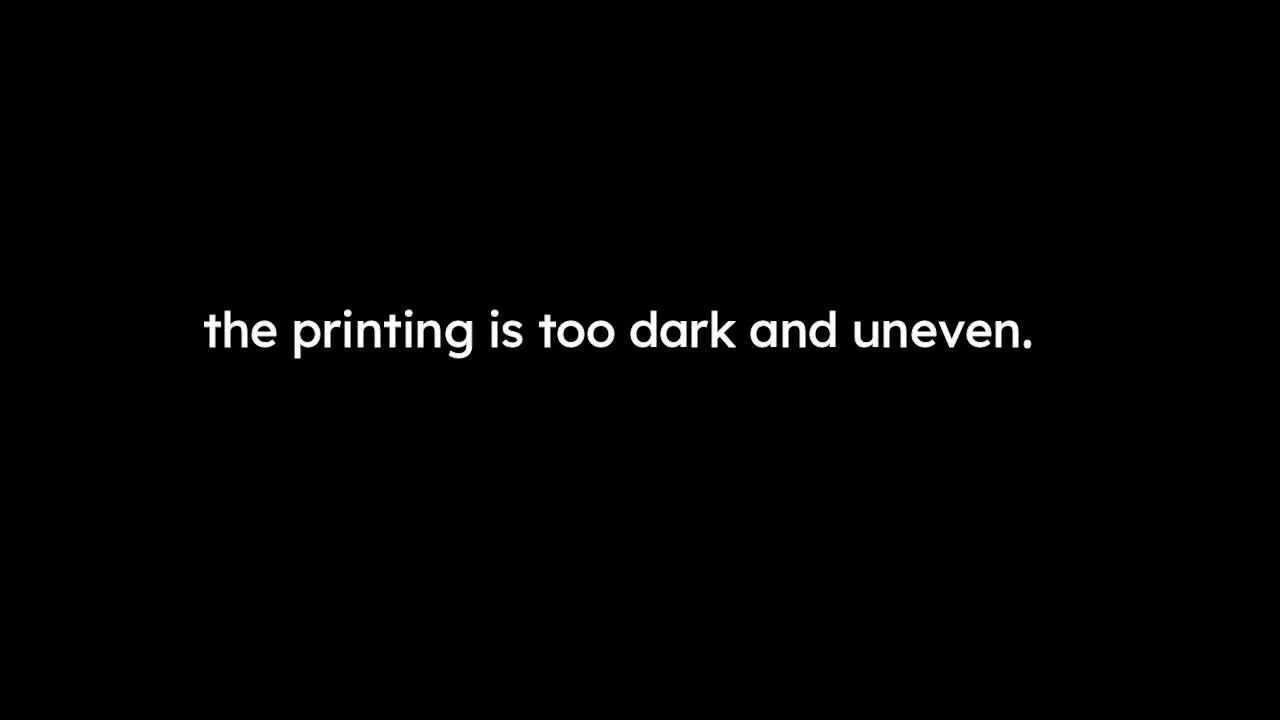 the printing is too dark and uneven.